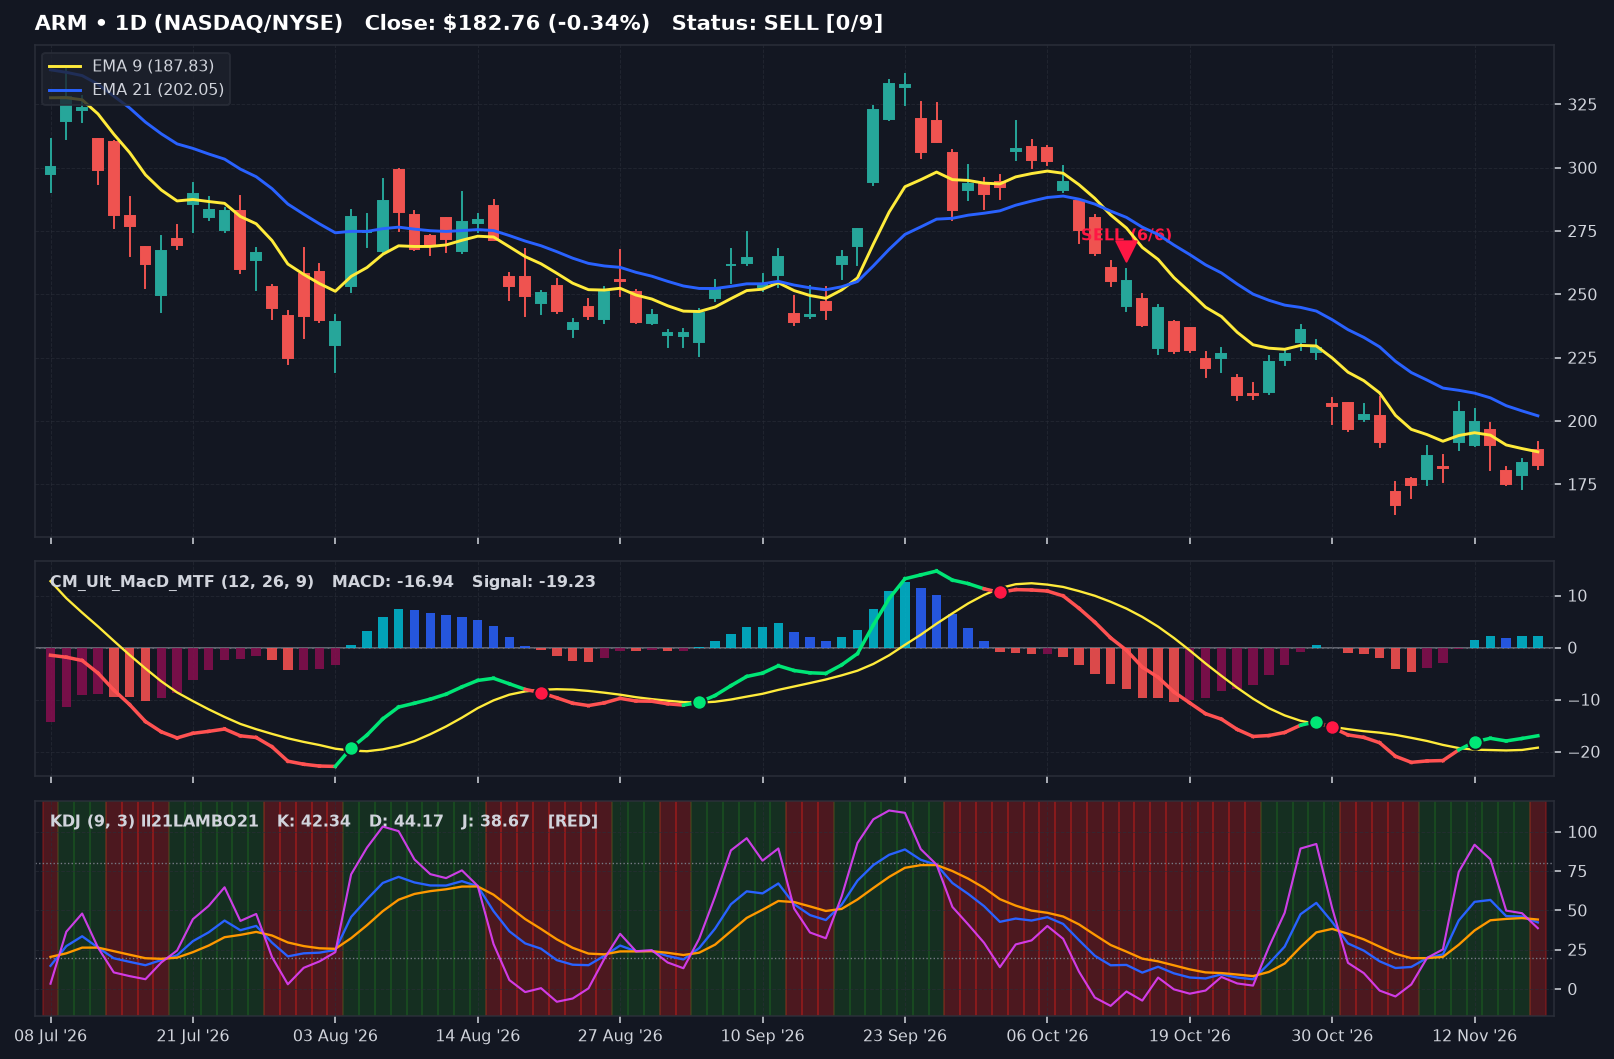 ARM • 1D (NASDAQ/NYSE)   Close: $182.76 (-0.34%)   Status: SELL [0/9]
EMA 9 (187.83)
EMA 21 (202.05)
SELL (6/6)
325
300
275
250
225
200
175
CM_Ult_MacD_MTF (12, 26, 9)   MACD: -16.94   Signal: -19.23
10
0
−10
−20
KDJ (9, 3) ll21LAMBO21   K: 42.34   D: 44.17   J: 38.67   [RED]
100
75
50
25
0
08 Jul '26   21 Jul '26   03 Aug '26   14 Aug '26   27 Aug '26   10 Sep '26   23 Sep '26   06 Oct '26   19 Oct '26   30 Oct '26   12 Nov '26